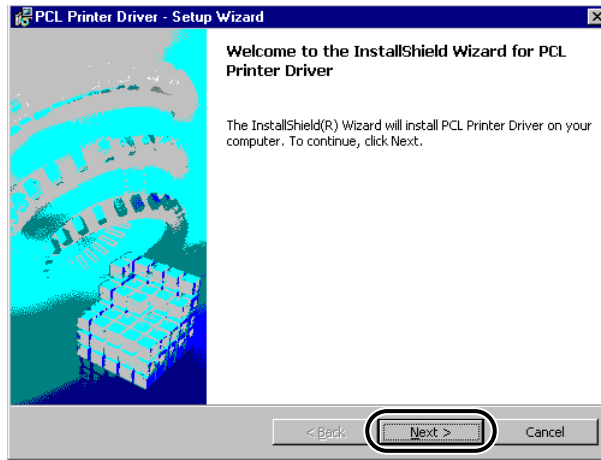 PCL Printer Driver - Setup Wizard
Welcome to the InstallShield Wizard for PCL
Printer Driver
The InstallShield(R) Wizard will install PCL Printer Driver on your
computer. To continue, click Next.
< Back
Next >
Cancel